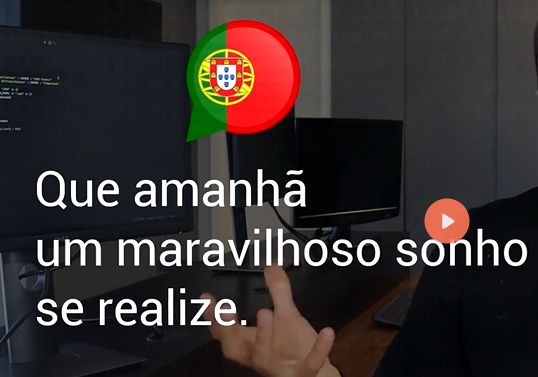 Que amanhã
um maravilhoso sonho
se realize.